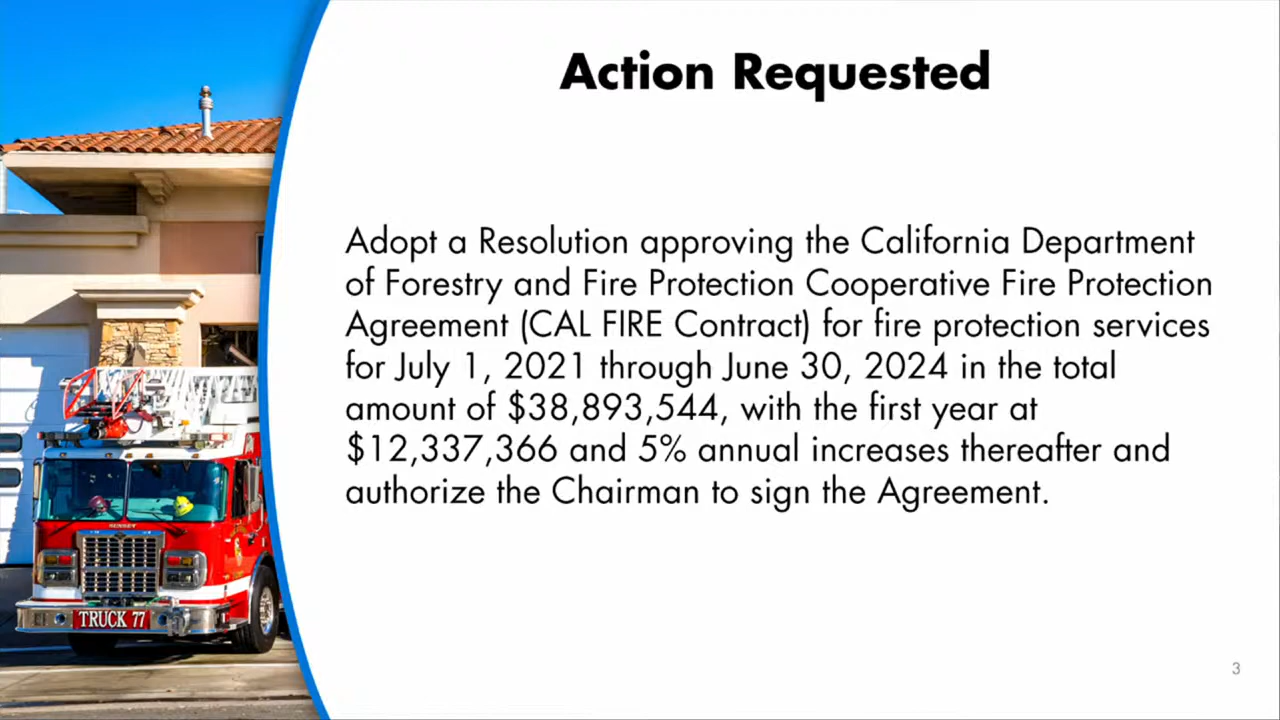 Action Requested
Adopt a Resolution approving the California Department
of Forestry and Fire Protection Cooperative Fire Protection
Agreement (CAL FIRE Contract) for fire protection services
for July 1, 2021 through June 30, 2024 in the total
amount of $38,893,544, with the first year at
$12,337,366 and 5% annual increases thereafter and
authorize the Chairman to sign the Agreement.
TRUCK 77
3